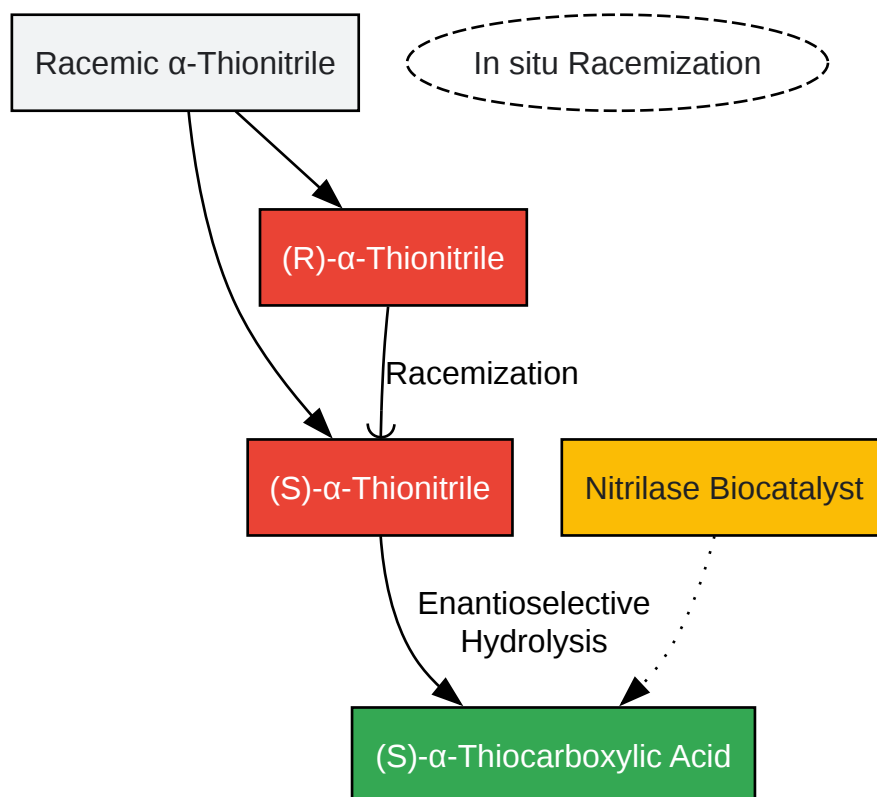 Racemic α-Thionitrile
In situ Racemization
(R)-α-Thionitrile
Racemization
(S)-α-Thionitrile
Nitrilase Biocatalyst
Enantioselective
Hydrolysis
(S)-α-Thiocarboxylic Acid